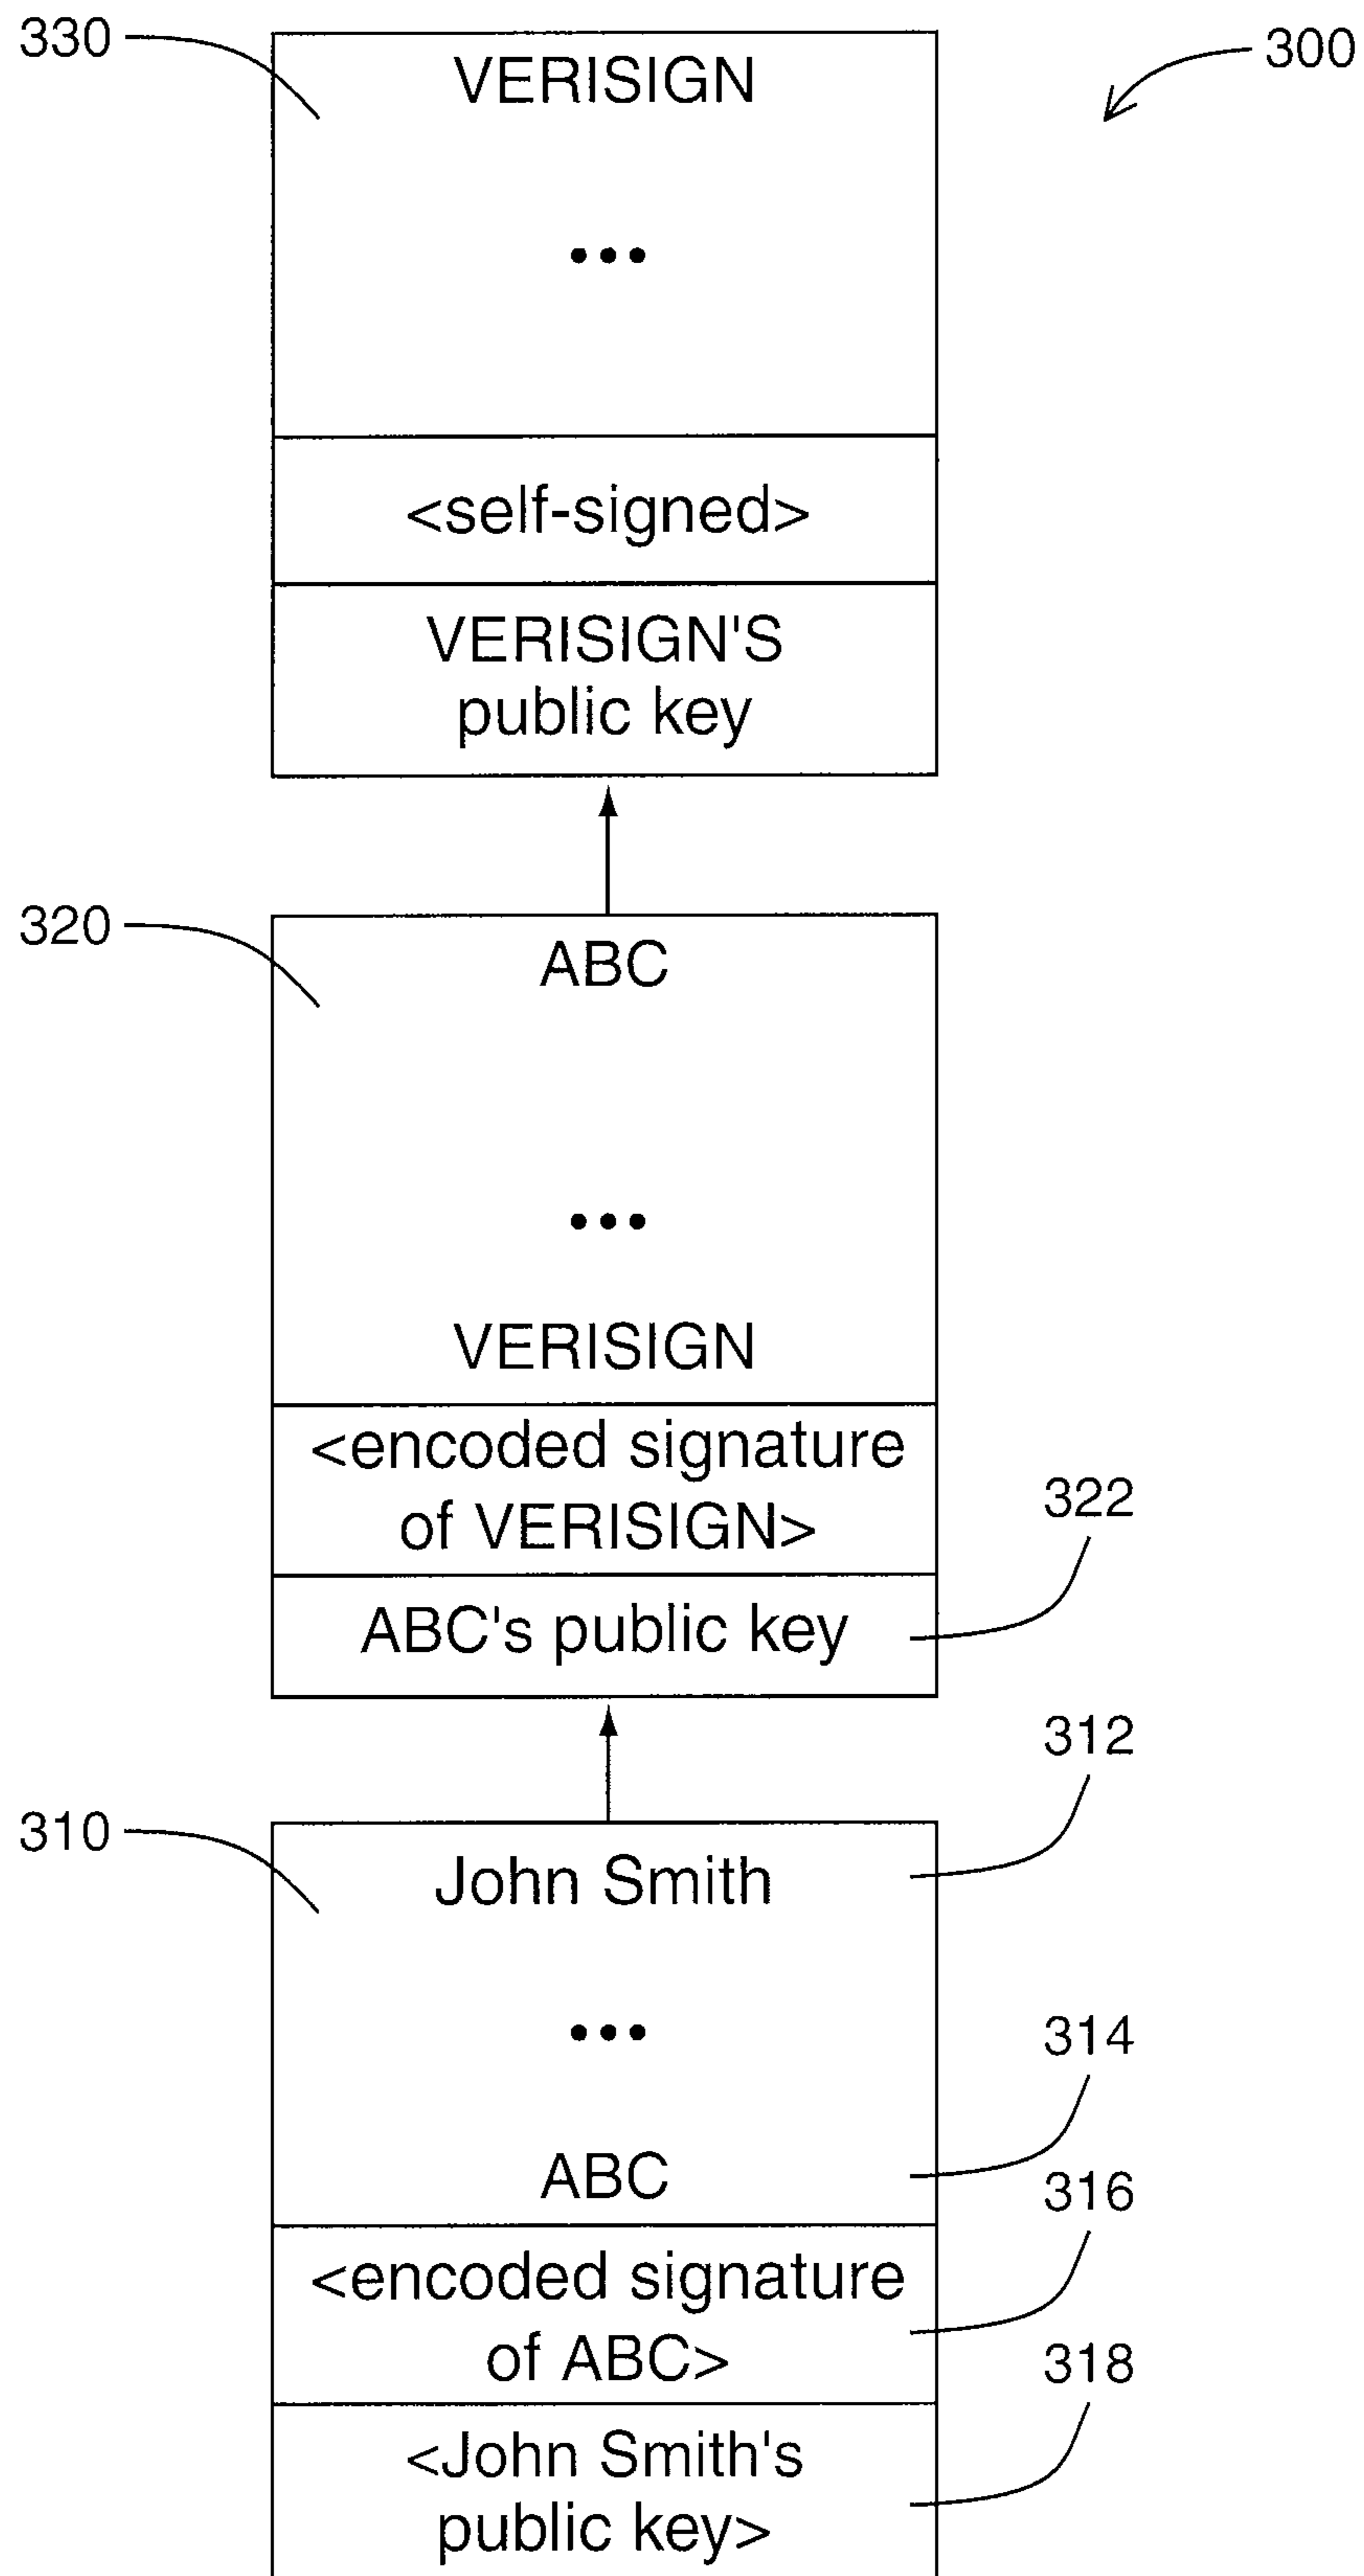 330
300
VERISIGN
•••
<self-signed>
VERISIGN'S
public key
320
ABC
•••
VERISIGN
<encoded signature
of VERISIGN>
322
ABC's public key
312
310
John Smith
•••
314
ABC
316
<encoded signature
of ABC>
318
<John Smith's
public key>